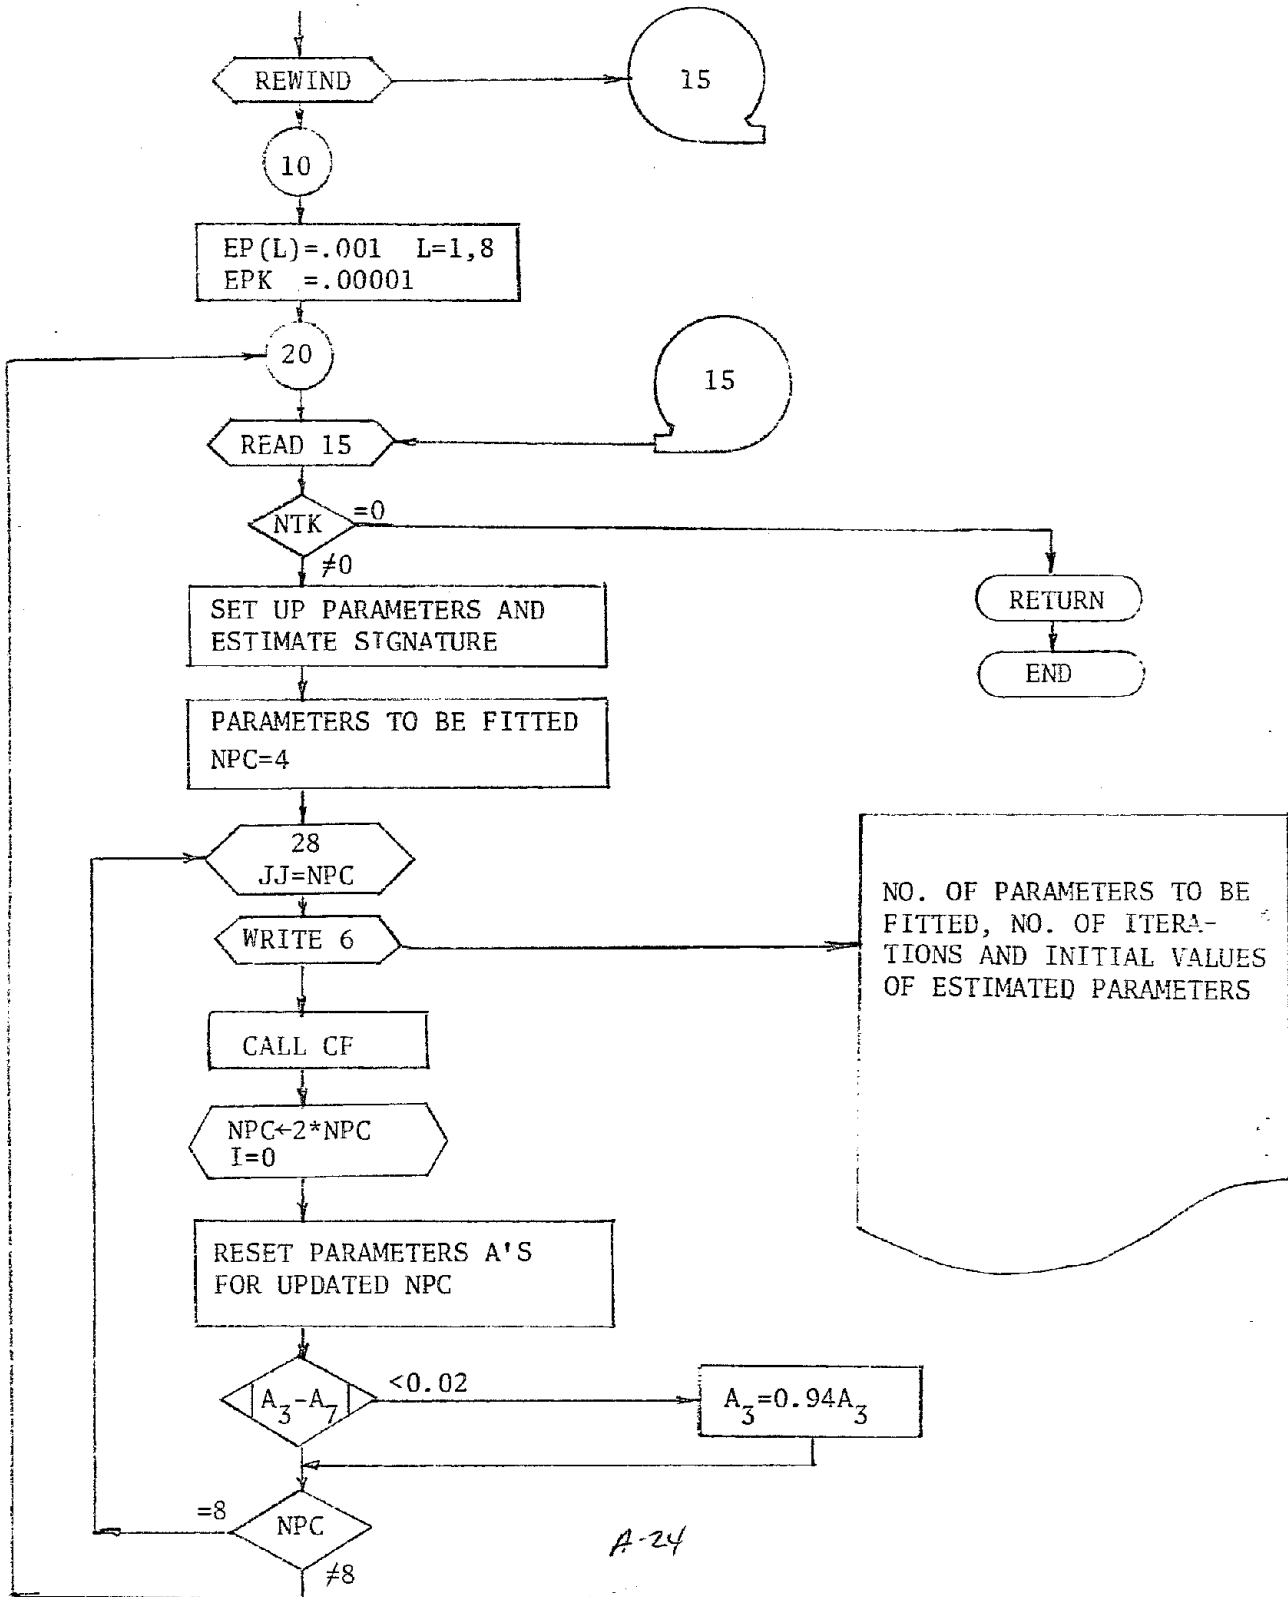 REWIND
15
10
EP(L)=.001 L=1,8
EPK =.00001
20
15
READ 15
NTK
=0
≠0
SET UP PARAMETERS AND
ESTIMATE SIGNATURE
RETURN
END
PARAMETERS TO BE FITTED
NPC=4
28
JJ=NPC
WRITE 6
NO. OF PARAMETERS TO BE
FITTED, NO. OF ITERA-
TIONS AND INITIAL VALUES
OF ESTIMATED PARAMETERS
CALL CF
NPC←2*NPC
I=0
RESET PARAMETERS A'S
FOR UPDATED NPC
|A₃-A₇|
<0.02
A₃=0.94A₃
=8
NPC
≠8
A-24